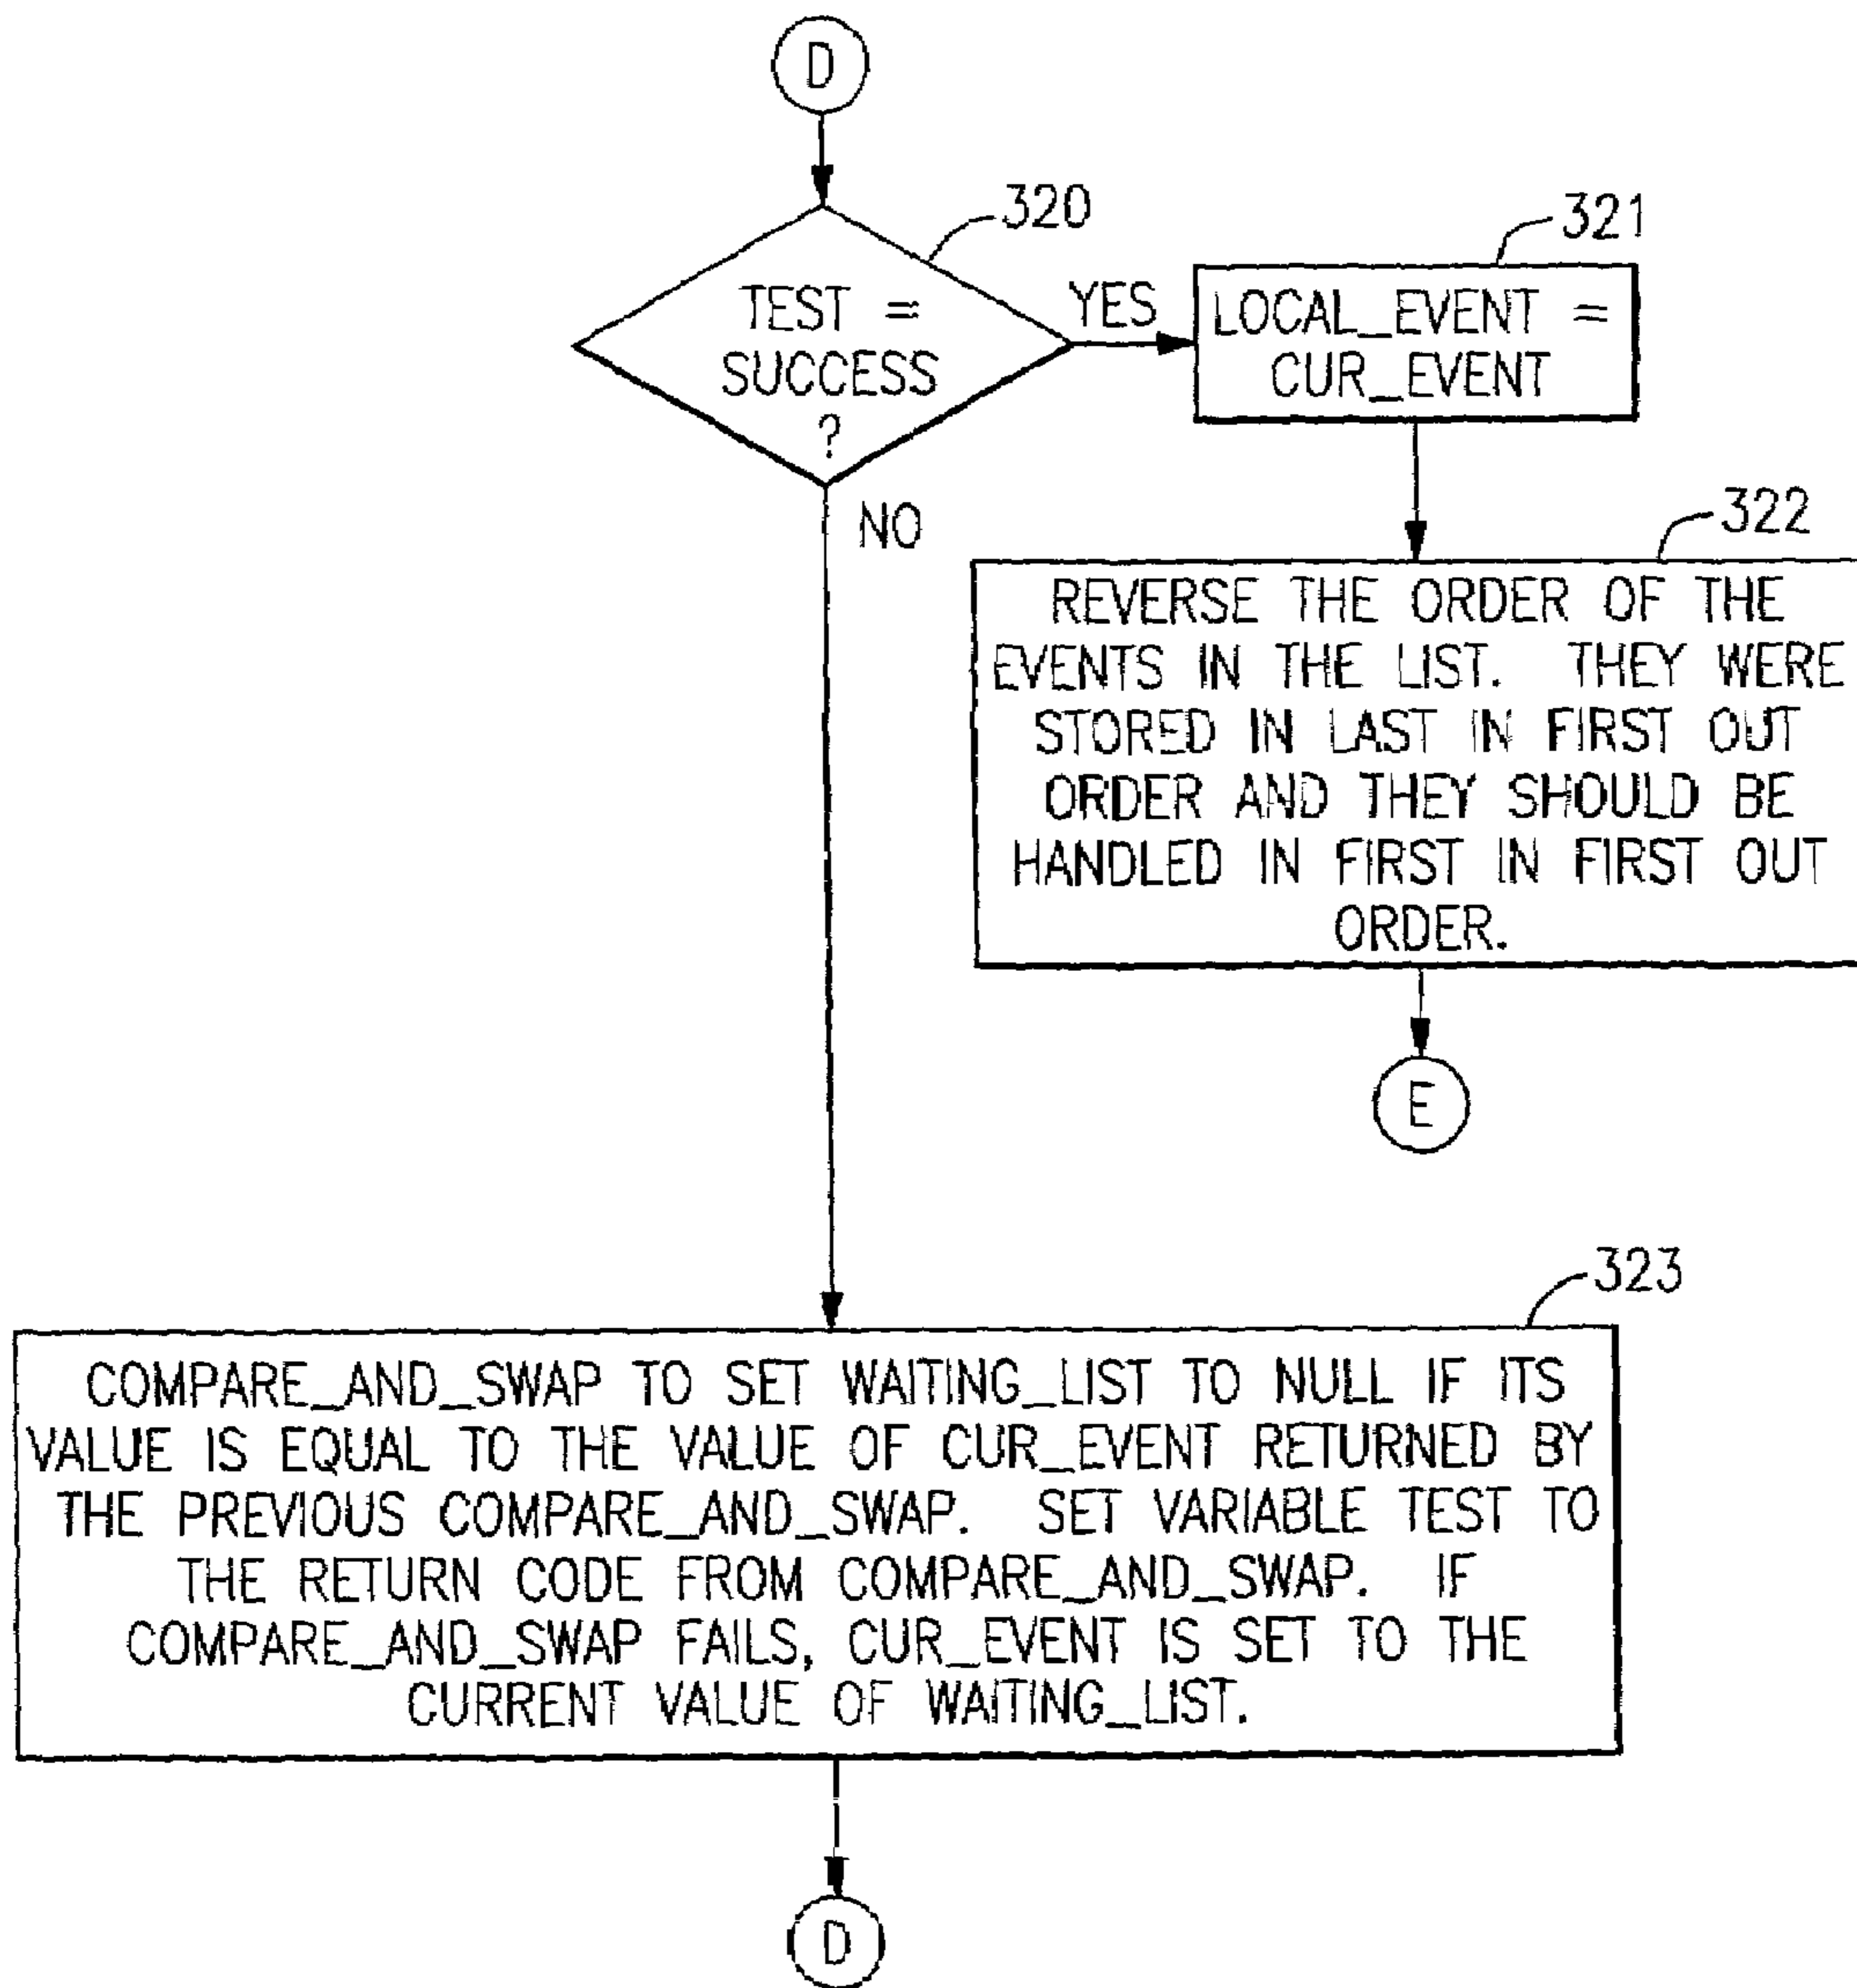 D
320
TEST =
SUCCESS
?
YES
321
LOCAL_EVENT =
CUR_EVENT
NO
322
REVERSE THE ORDER OF THE
EVENTS IN THE LIST. THEY WERE
STORED IN LAST IN FIRST OUT
ORDER AND THEY SHOULD BE
HANDLED IN FIRST IN FIRST OUT
ORDER.
E
323
COMPARE_AND_SWAP TO SET WAITING_LIST TO NULL IF ITS
VALUE IS EQUAL TO THE VALUE OF CUR_EVENT RETURNED BY
THE PREVIOUS COMPARE_AND_SWAP. SET VARIABLE TEST TO
THE RETURN CODE FROM COMPARE_AND_SWAP. IF
COMPARE_AND_SWAP FAILS, CUR_EVENT IS SET TO THE
CURRENT VALUE OF WAITING_LIST.
D